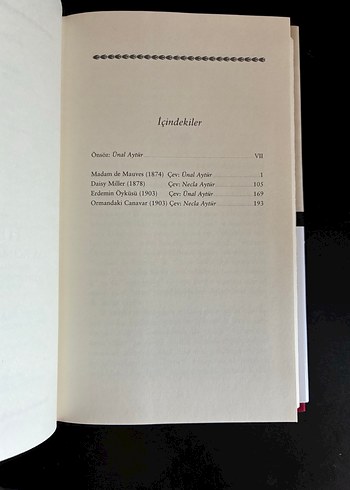 İçindekiler
Önsöz: Ünal Aytür VII
Madam de Mauves (1874) Çev: Ünal Aytür 1
Daisy Miller (1878) Çev: Necla Aytür 105
Erdemin Öyküsü (1903) Çev: Ünal Aytür 169
Ormandaki Canavar (1903) Çev: Necla Aytür 193